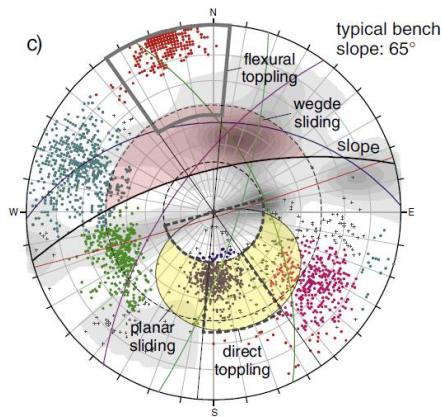 c)
N
typical bench
slope: 65°
flexural
toppling
wegde
sliding
slope
W
E
planar
sliding
direct
toppling
S